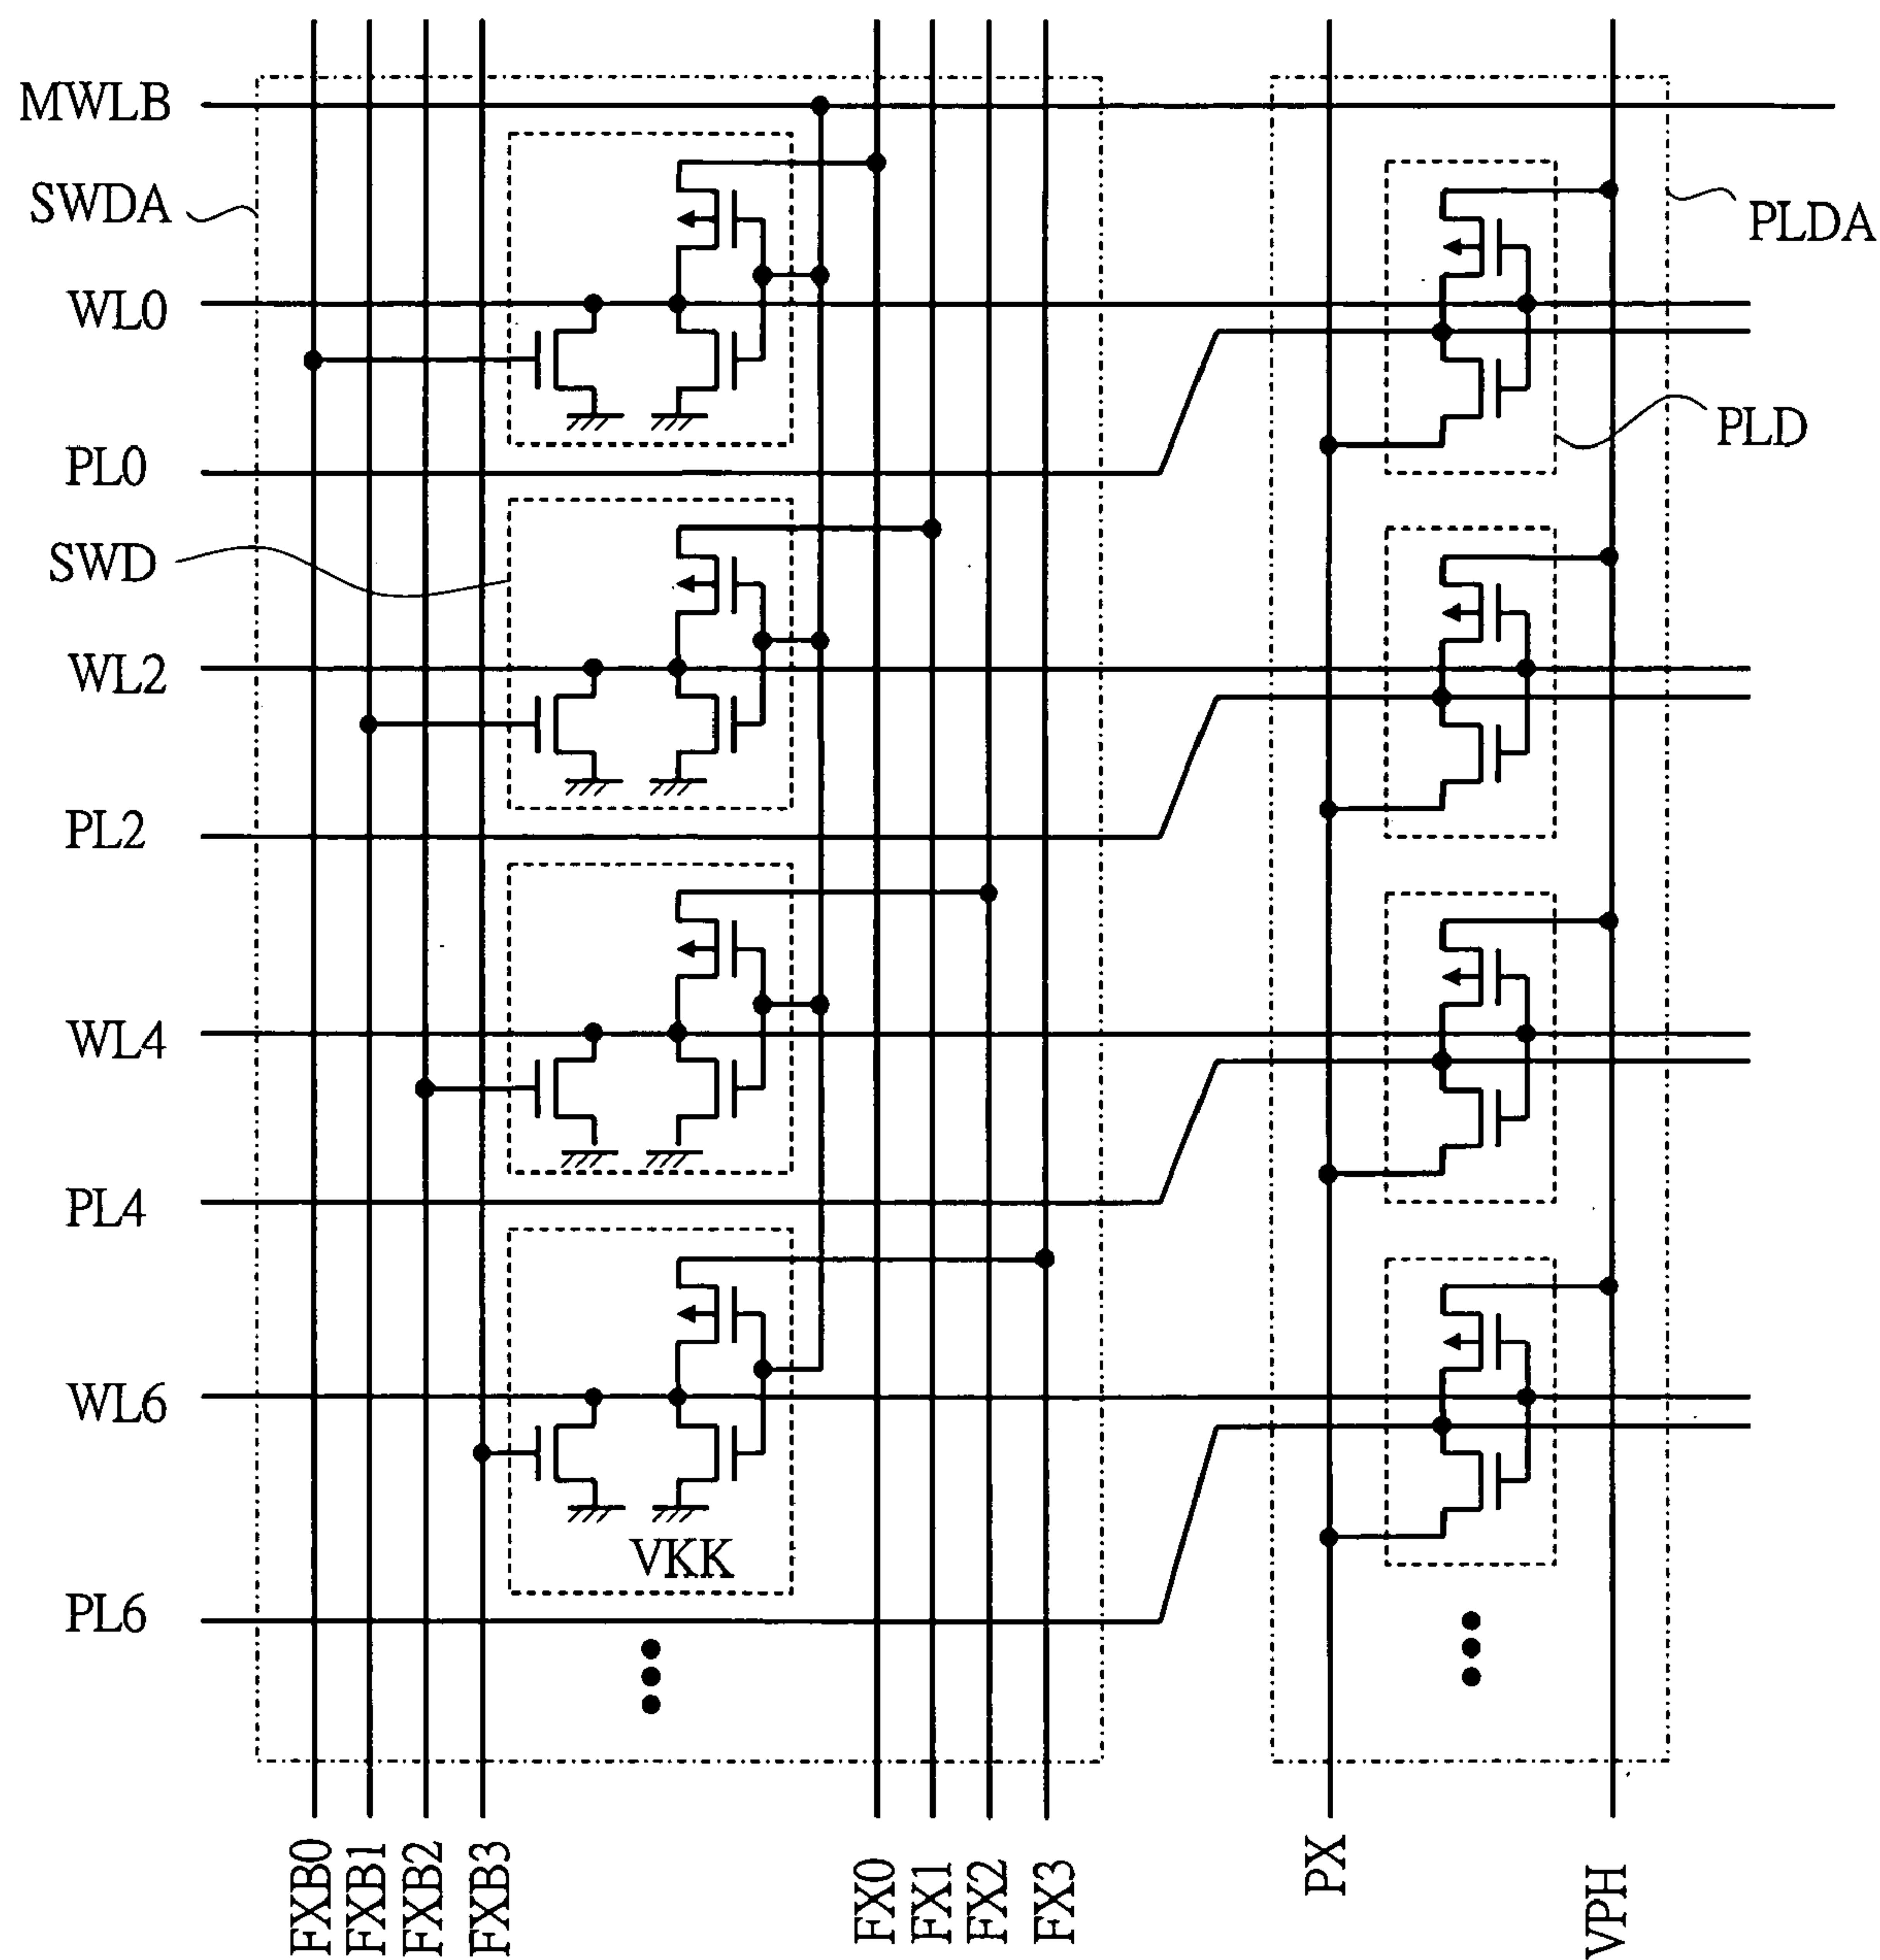 MWLB
SWDA
PLDA
WL0
PLD
PL0
SWD
WL2
PL2
WL4
PL4
WL6
VKK
PL6
FXB0
FXB1
FXB2
FXB3
FX0
FX1
FX2
FX3
PX
VPH